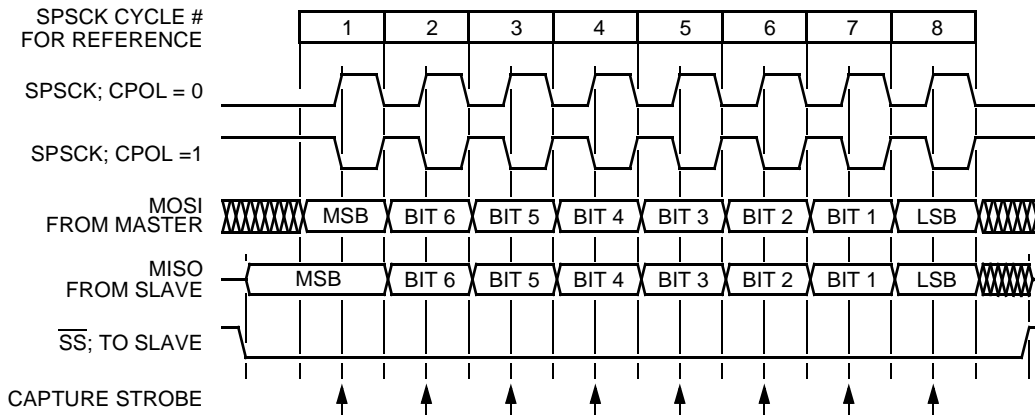 SPSCK CYCLE #
FOR REFERENCE
1 2 3 4 5 6 7 8
SPSCK; CPOL = 0
SPSCK; CPOL =1
MOSI
FROM MASTER
MSB BIT 6 BIT 5 BIT 4 BIT 3 BIT 2 BIT 1 LSB
MISO
FROM SLAVE
MSB BIT 6 BIT 5 BIT 4 BIT 3 BIT 2 BIT 1 LSB
SS; TO SLAVE
CAPTURE STROBE